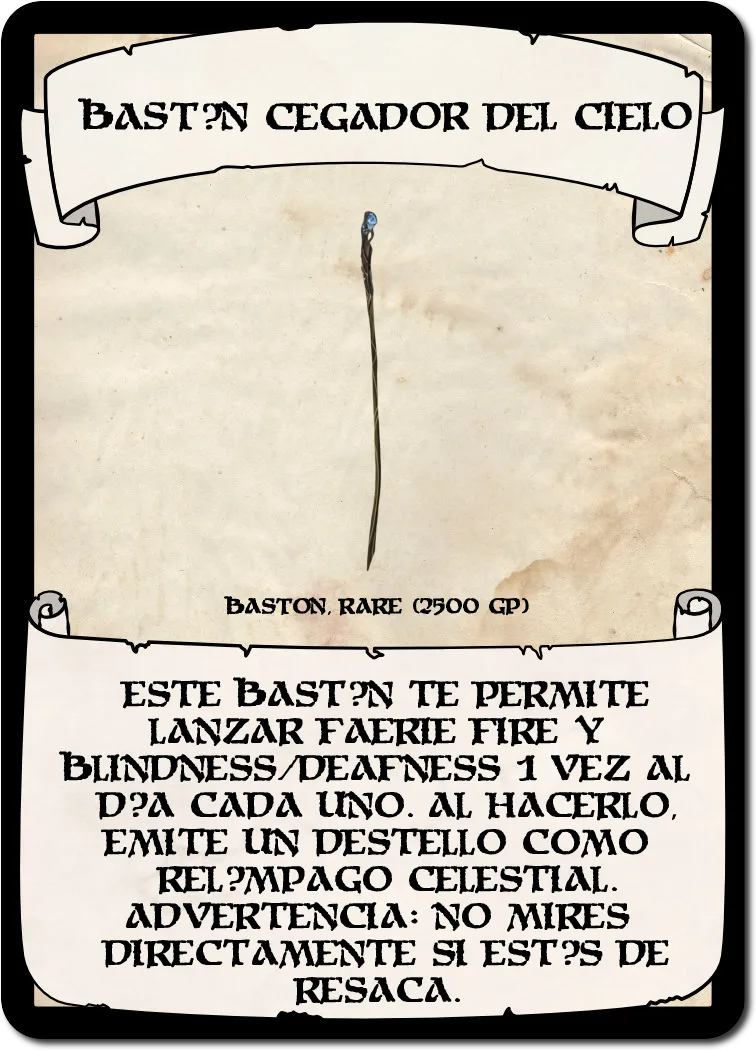 BAST?N CEGADOR DEL CIELO
BASTON, RARE (2500 GP)
ESTE BAST?N TE PERMITE
LANZAR FAERIE FIRE Y
BLINDNESS/DEAFNESS 1 VEZ AL
D?A CADA UNO. AL HACERLO,
EMITE UN DESTELLO COMO
REL?MPAGO CELESTIAL.
ADVERTENCIA: NO MIRES
DIRECTAMENTE SI EST?S DE
RESACA.